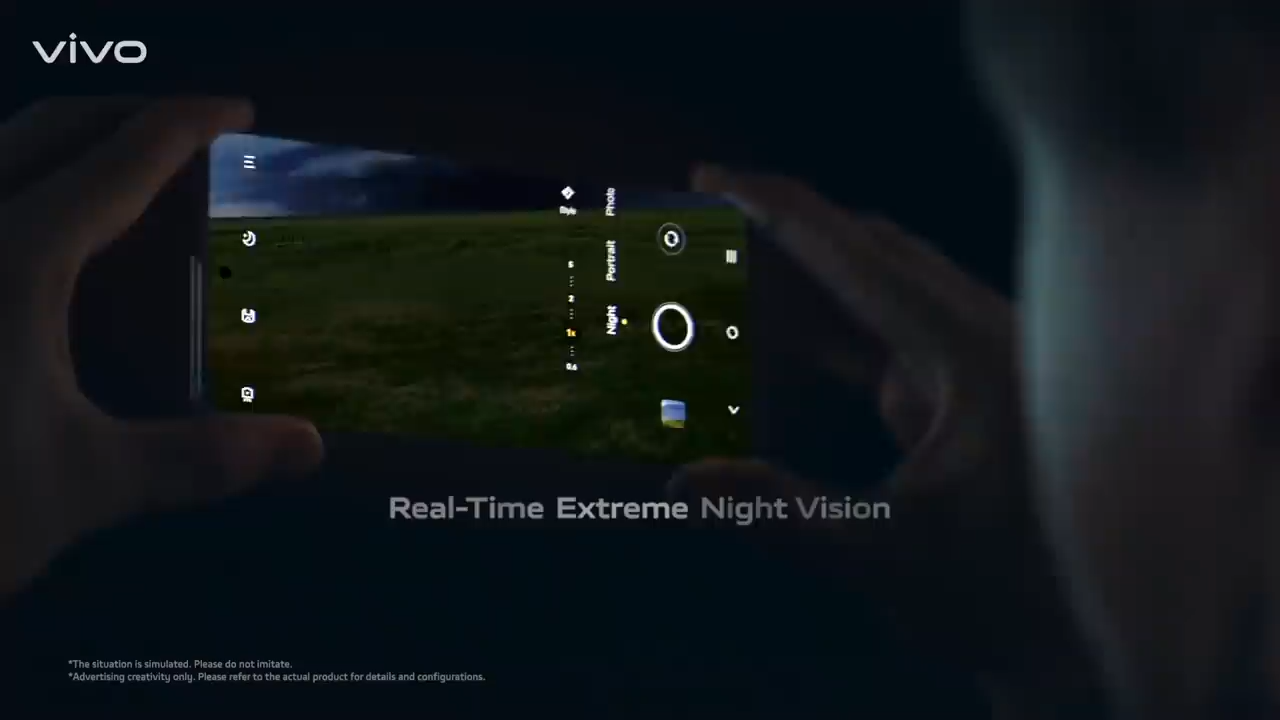 vivo
Style
Photo
Portrait
Night
5
2
1x
0.6
Real-Time Extreme Night Vision
*The situation is simulated. Please do not imitate.
*Advertising creativity only. Please refer to the actual product for details and configurations.